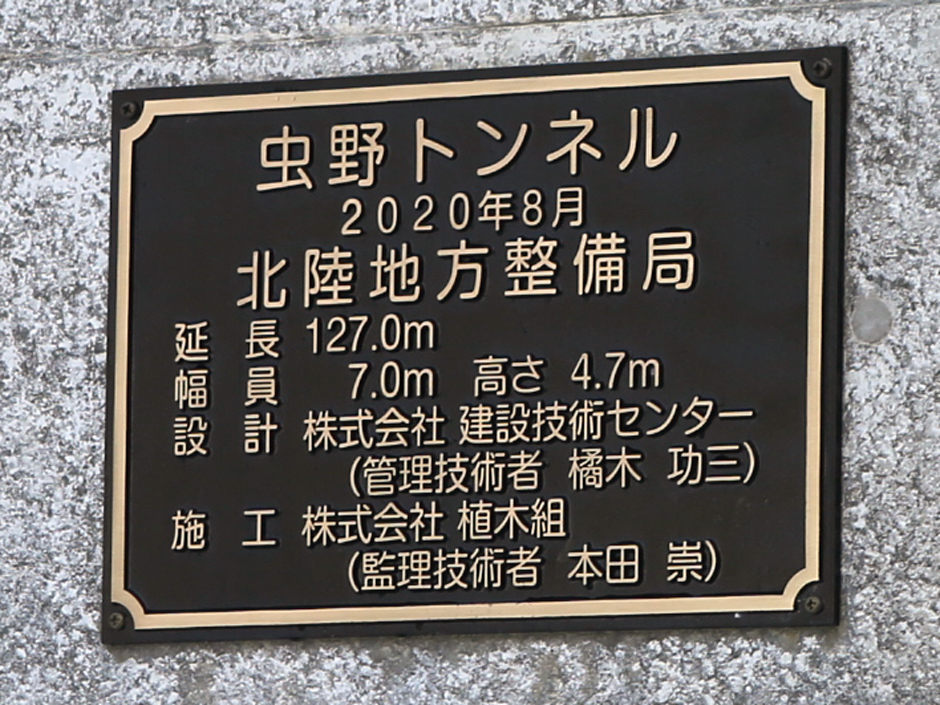 虫野トンネル
2020年8月
北陸地方整備局
延 長 127.0m
幅 員 7.0m 高さ 4.7m
設 計 株式会社 建設技術センター
(管理技術者 橘木 功三)
施 工 株式会社 植木組
(監理技術者 本田 崇)